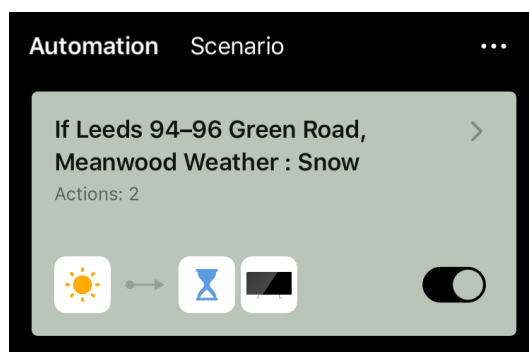 Automation Scenario
If Leeds 94–96 Green Road,
Meanwood Weather : Snow
Actions: 2